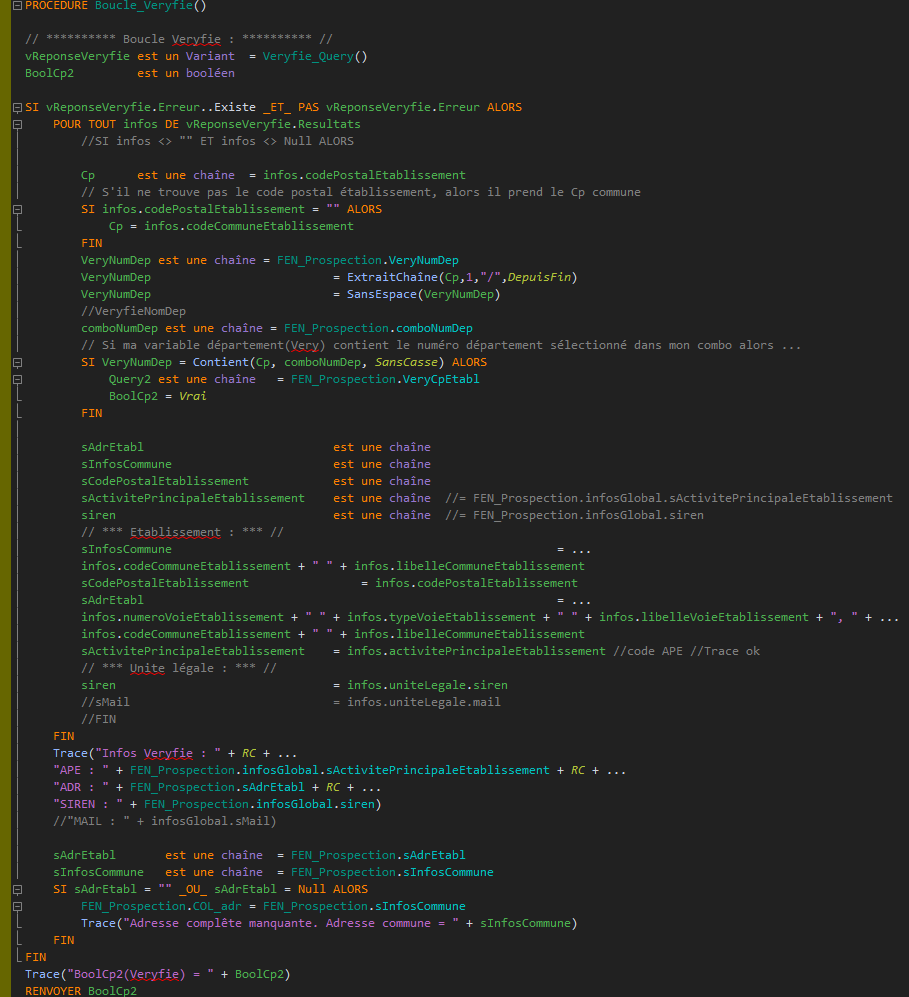 PROCEDURE Boucle_Veryfie()
// ********** Boucle Veryfie : ********** //
vReponseVeryfie est un Variant = Veryfie_Query()
BoolCp2 est un booléen
SI vReponseVeryfie.Erreur..Existe _ET_ PAS vReponseVeryfie.Erreur ALORS
POUR TOUT infos DE vReponseVeryfie.Resultats
//SI infos <> "" ET infos <> Null ALORS
Cp est une chaîne = infos.codePostalEtablissement
// S'il ne trouve pas le code postal établissement, alors il prend le Cp commune
SI infos.codePostalEtablissement = "" ALORS
Cp = infos.codeCommuneEtablissement
FIN
VeryNumDep est une chaîne = FEN_Prospection.VeryNumDep
VeryNumDep = ExtraitChaîne(Cp,1,"/",DepuisFin)
VeryNumDep = SansEspace(VeryNumDep)
//VeryfieNomDep
comboNumDep est une chaîne = FEN_Prospection.comboNumDep
// Si ma variable département(Very) contient le numéro département sélectionné dans mon combo alors ...
SI VeryNumDep = Contient(Cp, comboNumDep, SansCasse) ALORS
Query2 est une chaîne = FEN_Prospection.VeryCpEtabl
BoolCp2 = Vrai
FIN
sAdrEtabl est une chaîne
sInfosCommune est une chaîne
sCodePostalEtablissement est une chaîne
sActivitePrincipaleEtablissement est une chaîne //= FEN_Prospection.infosGlobal.sActivitePrincipaleEtablissement
siren est une chaîne //= FEN_Prospection.infosGlobal.siren
// *** Etablissement : *** //
sInfosCommune = ...
infos.codeCommuneEtablissement + " " + infos.libelleCommuneEtablissement
sCodePostalEtablissement = infos.codePostalEtablissement
sAdrEtabl = ...
infos.numeroVoieEtablissement + " " + infos.typeVoieEtablissement + " " + infos.libelleVoieEtablissement + ", " + ...
infos.codeCommuneEtablissement + " " + infos.libelleCommuneEtablissement
sActivitePrincipaleEtablissement = infos.activitePrincipaleEtablissement //code APE //Trace ok
// *** Unite légale : *** //
siren = infos.uniteLegale.siren
//sMail = infos.uniteLegale.mail
//FIN
FIN
Trace("Infos Veryfie : " + RC + ...
"APE : " + FEN_Prospection.infosGlobal.sActivitePrincipaleEtablissement + RC + ...
"ADR : " + FEN_Prospection.sAdrEtabl + RC + ...
"SIREN : " + FEN_Prospection.infosGlobal.siren)
//"MAIL : " + infosGlobal.sMail)
sAdrEtabl est une chaîne = FEN_Prospection.sAdrEtabl
sInfosCommune est une chaîne = FEN_Prospection.sInfosCommune
SI sAdrEtabl = "" _OU_ sAdrEtabl = Null ALORS
FEN_Prospection.COL_adr = FEN_Prospection.sInfosCommune
Trace("Adresse complête manquante. Adresse commune = " + sInfosCommune)
FIN
FIN
Trace("BoolCp2(Veryfie) = " + BoolCp2)
RENVOYER BoolCp2